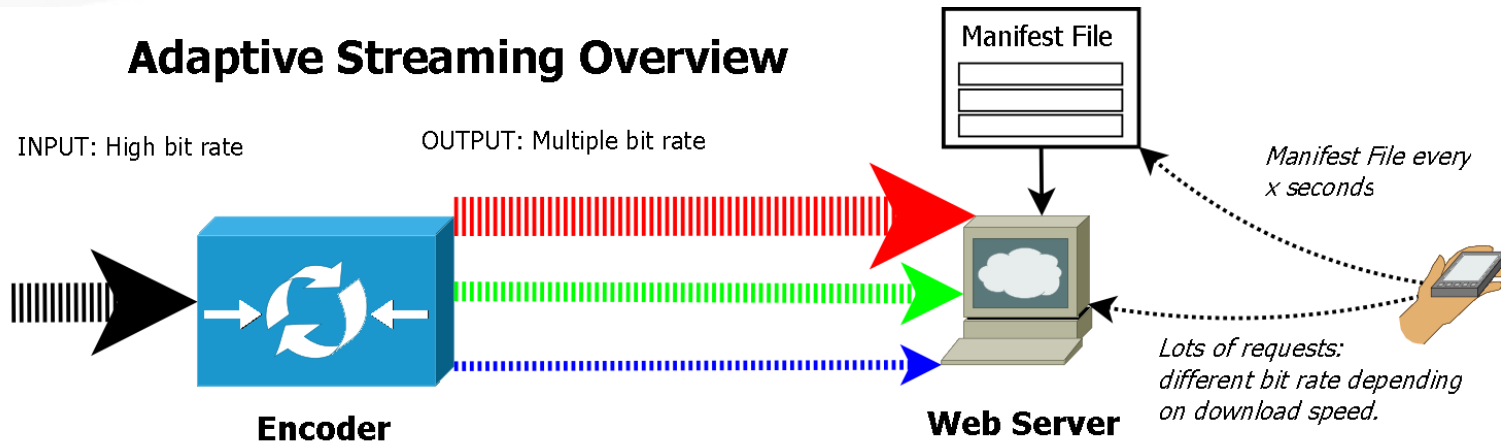 Adaptive Streaming Overview
Manifest File
INPUT: High bit rate
OUTPUT: Multiple bit rate
Manifest File every
x seconds
Lots of requests:
different bit rate depending
on download speed.
Encoder
Web Server